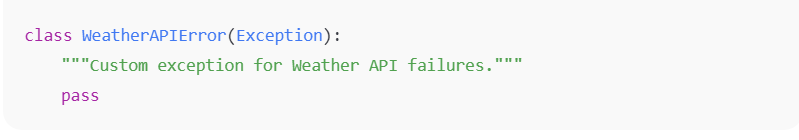 class WeatherAPIError(Exception):
    """Custom exception for Weather API failures."""
    pass